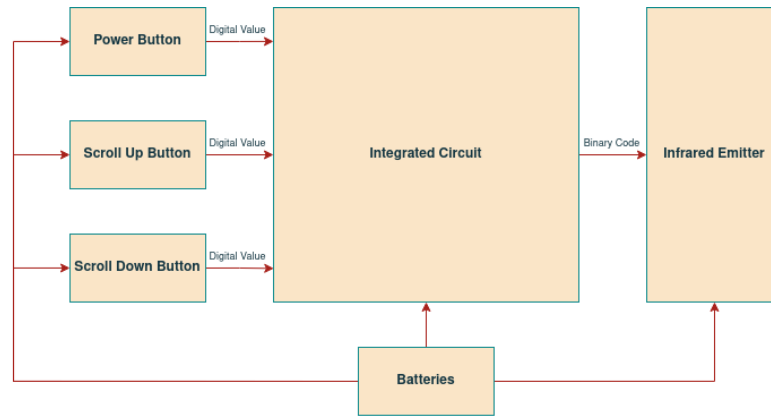 Power Button
Digital Value
Scroll Up Button
Digital Value
Integrated Circuit
Binary Code
Infrared Emitter
Scroll Down Button
Digital Value
Batteries